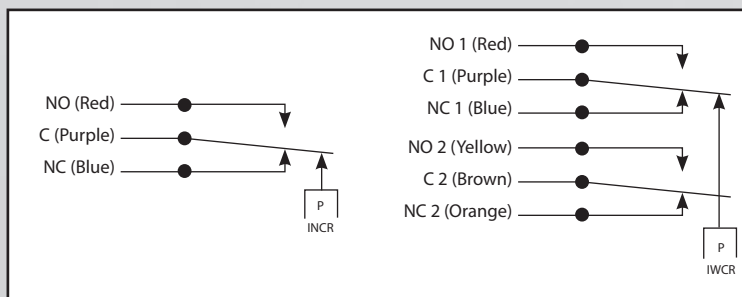 NO (Red)
C (Purple)
NC (Blue)
P
INCR
NO 1 (Red)
C 1 (Purple)
NC 1 (Blue)
NO 2 (Yellow)
C 2 (Brown)
NC 2 (Orange)
P
IWCR